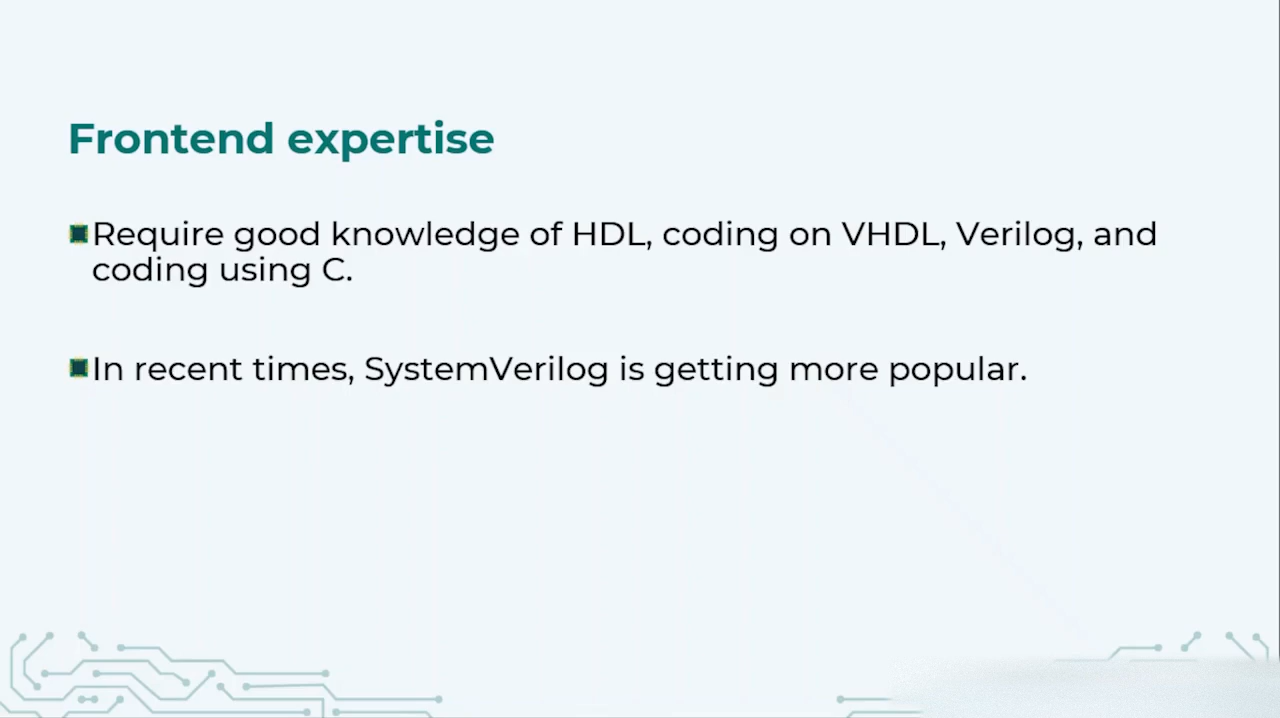 Frontend expertise
Require good knowledge of HDL, coding on VHDL, Verilog, and
coding using C.
In recent times, SystemVerilog is getting more popular.